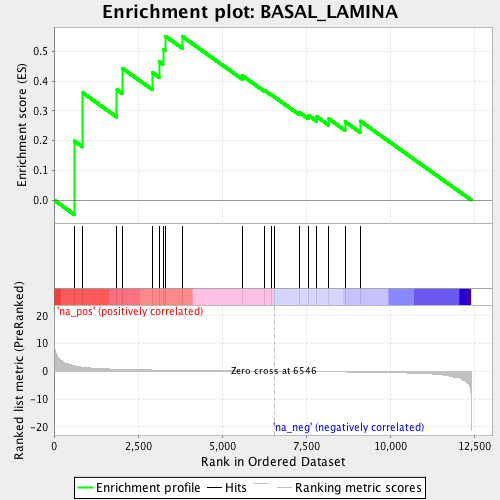 Enrichment plot: BASAL_LAMINA
Enrichment score (ES)
0.5
0.4
0.3
0.2
0.1
0.0
'na_pos' (positively correlated)
Ranked list metric (PreRanked)
20
10
0
-10
-20
Zero cross at 6546
'na_neg' (negatively correlated)
0 2,500 5,000 7,500 10,000 12,500
Rank in Ordered Dataset
Enrichment profile Hits Ranking metric scores